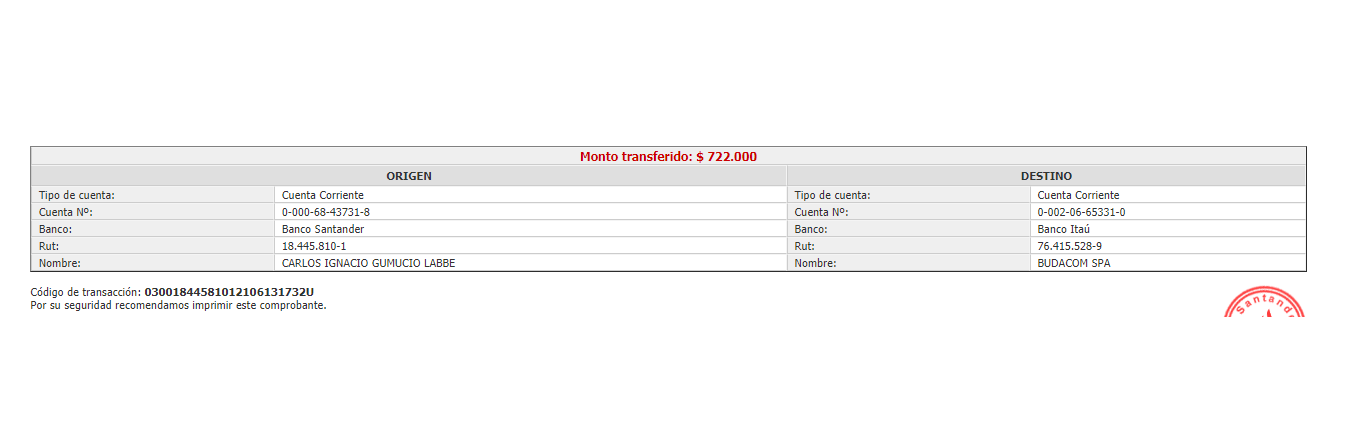 Monto transferido: $ 722.000
ORIGEN DESTINO
Tipo de cuenta: Cuenta Corriente Tipo de cuenta: Cuenta Corriente
Cuenta Nº: 0-000-68-43731-8 Cuenta Nº: 0-002-06-65331-0
Banco: Banco Santander Banco: Banco Itaú
Rut: 18.445.810-1 Rut: 76.415.528-9
Nombre: CARLOS IGNACIO GUMUCIO LABBE Nombre: BUDACOM SPA
Código de transacción: 03001844581012106131732U
Por su seguridad recomendamos imprimir este comprobante.
Santand